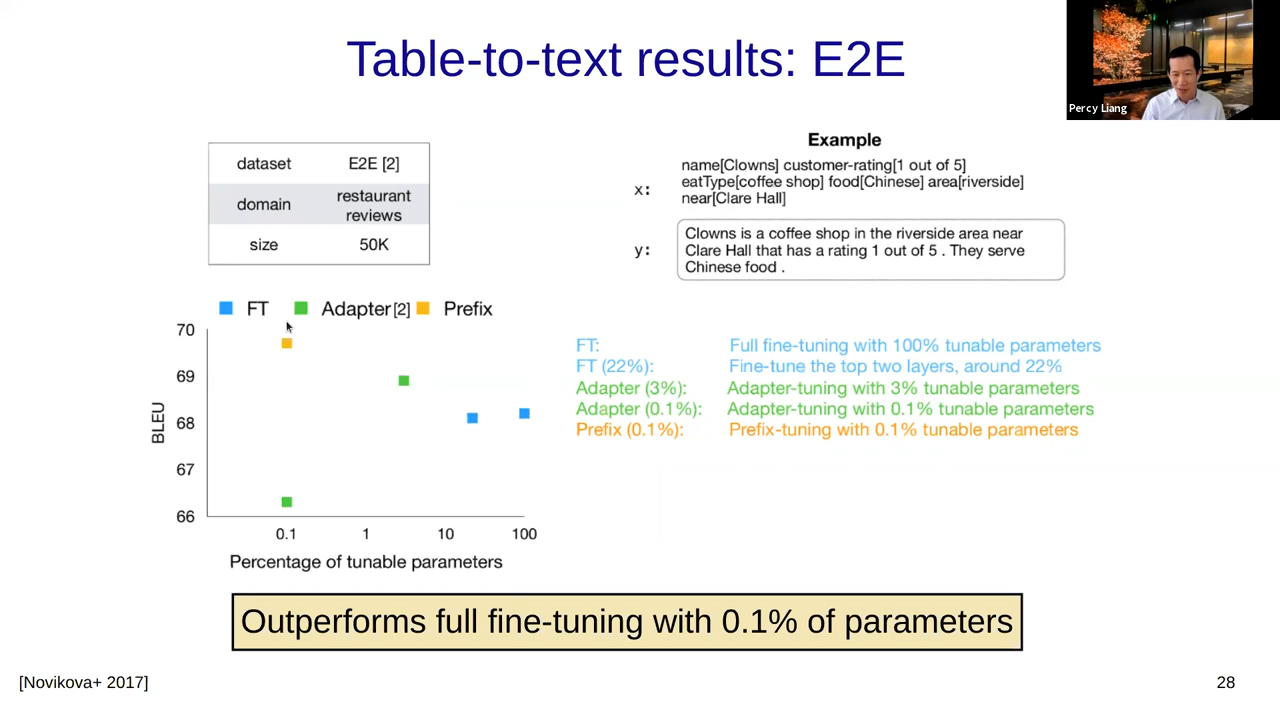 Table-to-text results: E2E
Percy Liang
dataset E2E [2]
domain restaurant reviews
size 50K
Example
x:
name[Clowns] customer-rating[1 out of 5]
eatType[coffee shop] food[Chinese] area[riverside]
near[Clare Hall]
y:
Clowns is a coffee shop in the riverside area near
Clare Hall that has a rating 1 out of 5 . They serve
Chinese food .
FT Adapter[2] Prefix
70
69
68
67
66
BLEU
0.1 1 10 100
Percentage of tunable parameters
FT: Full fine-tuning with 100% tunable parameters
FT (22%): Fine-tune the top two layers, around 22%
Adapter (3%): Adapter-tuning with 3% tunable parameters
Adapter (0.1%): Adapter-tuning with 0.1% tunable parameters
Prefix (0.1%): Prefix-tuning with 0.1% tunable parameters
Outperforms full fine-tuning with 0.1% of parameters
[Novikova+ 2017]
28